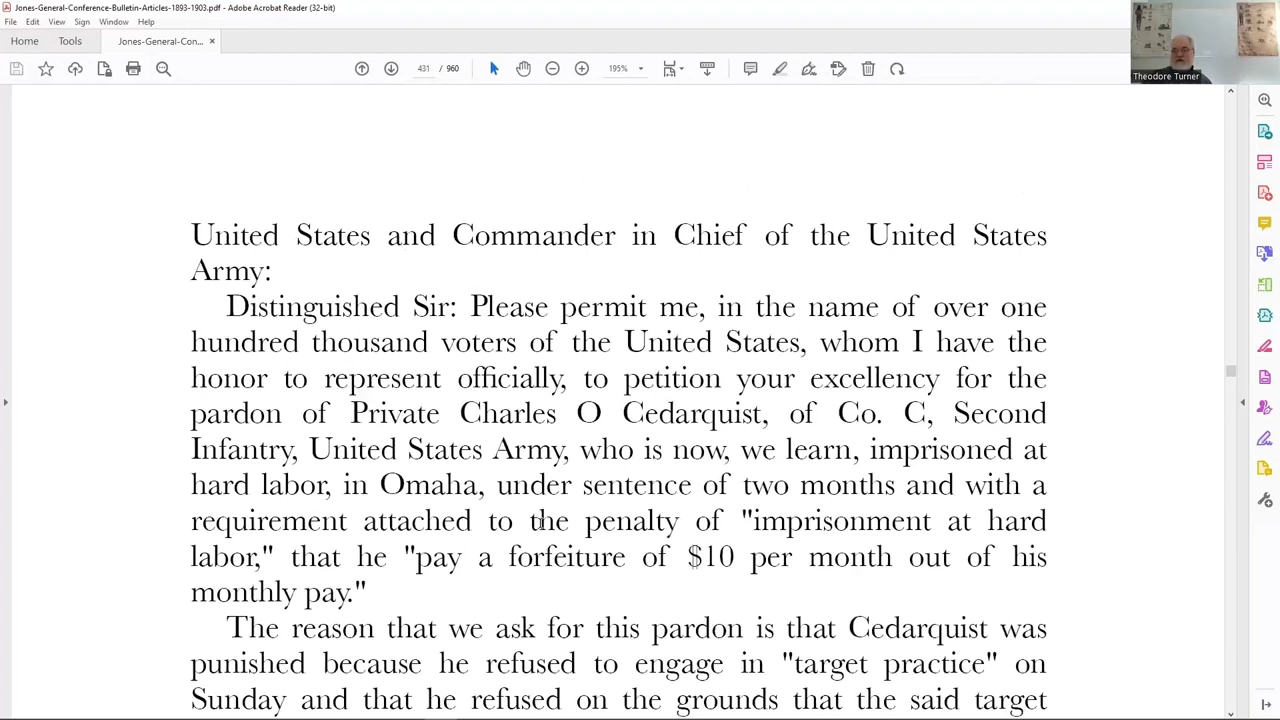 Jones-General-Conference-Bulletin-Articles-1893-1903.pdf - Adobe Acrobat Reader (32-bit)
File Edit View Sign Window Help
Home Tools Jones-General-Con... ×
431 / 960 195%
Theodore Turner
United States and Commander in Chief of the United States
Army:
Distinguished Sir: Please permit me, in the name of over one
hundred thousand voters of the United States, whom I have the
honor to represent officially, to petition your excellency for the
pardon of Private Charles O Cedarquist, of Co. C, Second
Infantry, United States Army, who is now, we learn, imprisoned at
hard labor, in Omaha, under sentence of two months and with a
requirement attached to the penalty of "imprisonment at hard
labor," that he "pay a forfeiture of $10 per month out of his
monthly pay."
The reason that we ask for this pardon is that Cedarquist was
punished because he refused to engage in "target practice" on
Sunday and that he refused on the grounds that the said target